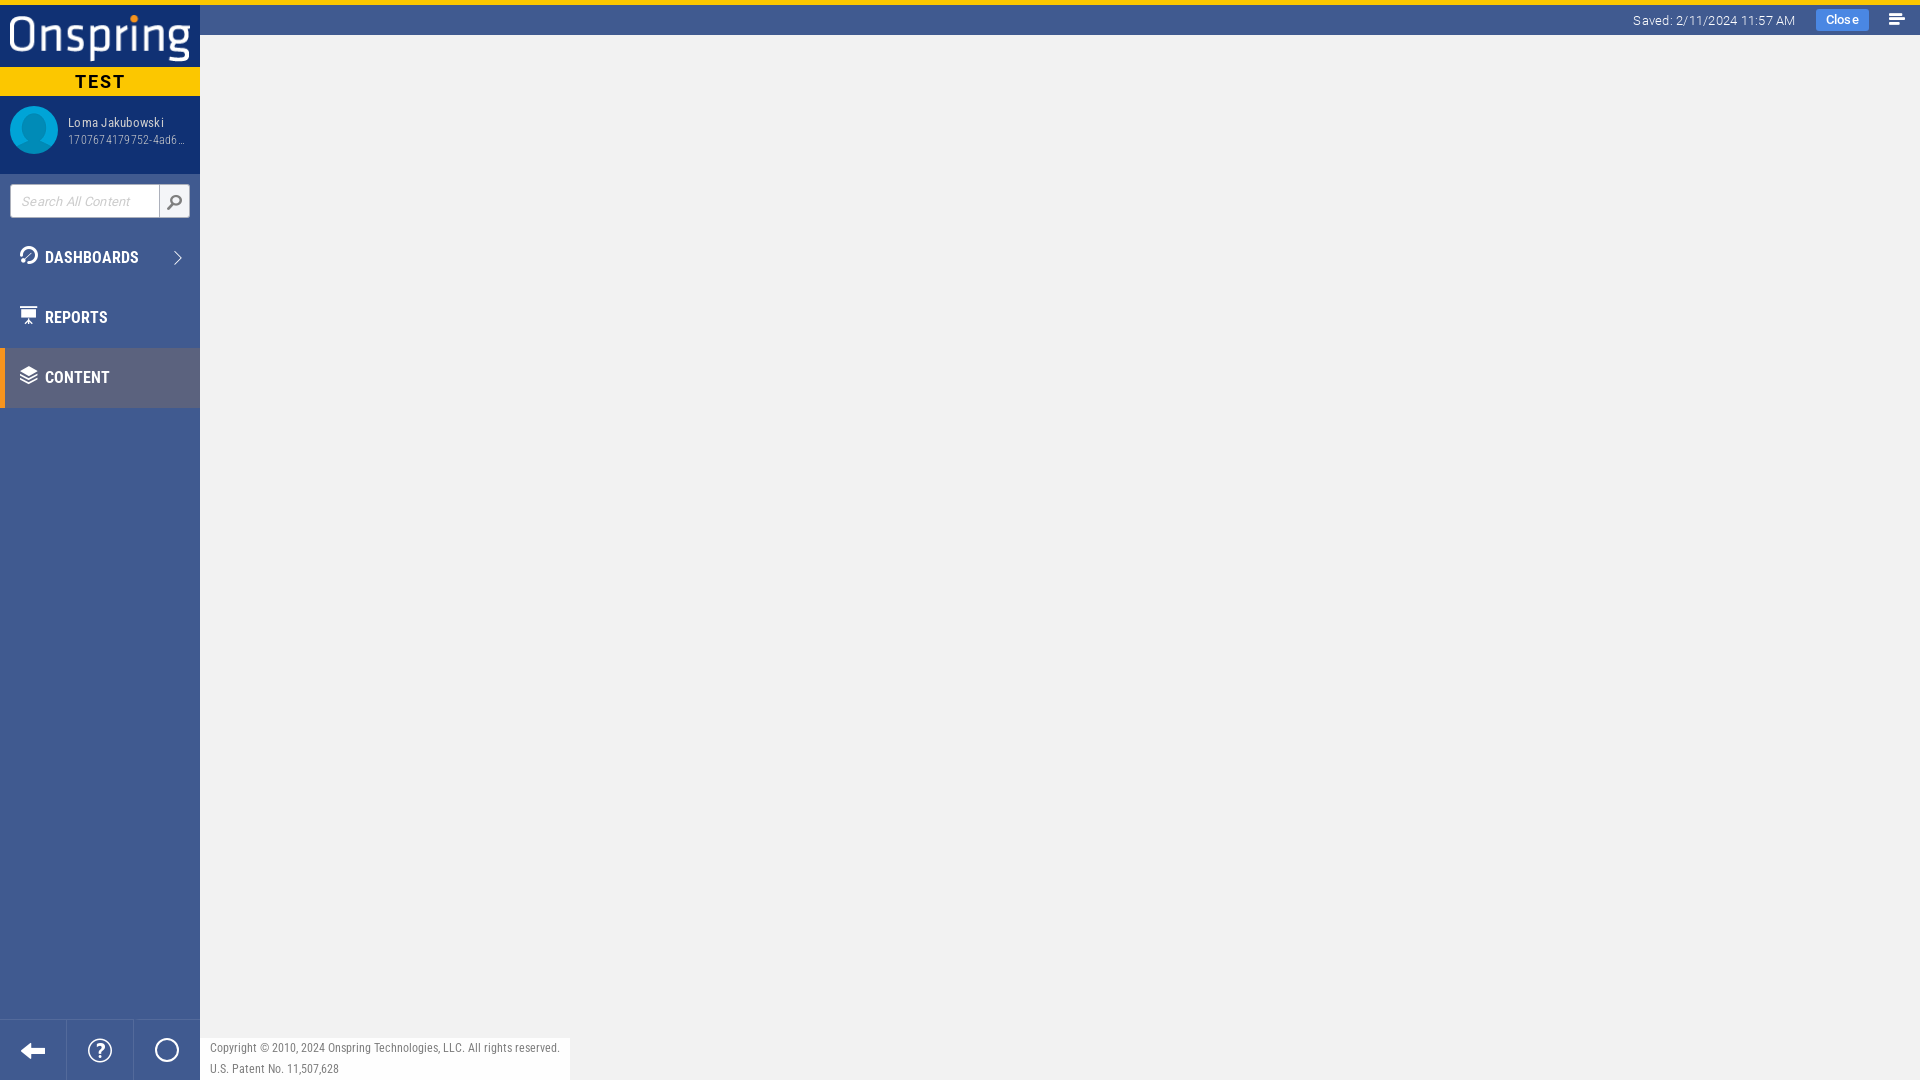 Saved: 2/11/2024 11:57 AM
Close
Onspring
TEST
Loma Jakubowski
1707674179752-4ad6...
Search All Content
DASHBOARDS
REPORTS
CONTENT
?
Copyright © 2010, 2024 Onspring Technologies, LLC. All rights reserved.
U.S. Patent No. 11,507,628